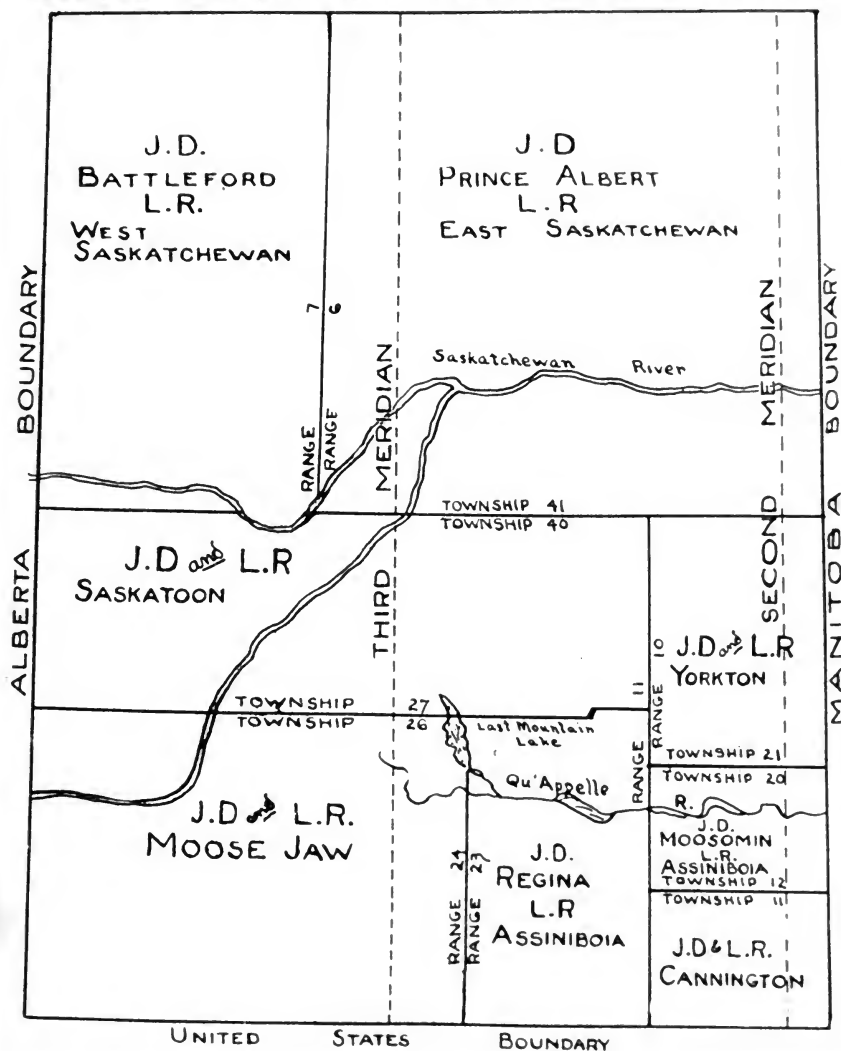 J.D.
BATTLEFORD
L.R.
WEST
SASKATCHEWAN
J.D
PRINCE ALBERT
L.R
EAST SASKATCHEWAN
7
6
RANGE
RANGE
Saskatchewan River
ALBERTA BOUNDARY
THIRD MERIDIAN
SECOND MERIDIAN
MANITOBA BOUNDARY
TOWNSHIP 41
TOWNSHIP 40
J.D and L.R
SASKATOON
J.D and L.R
YORKTON
RANGE 11
RANGE 10
TOWNSHIP 27
TOWNSHIP 26
Last Mountain
Lake
TOWNSHIP 21
TOWNSHIP 20
Qu'Appelle R.
J.D and L.R.
MOOSE JAW
RANGE 24
RANGE 23
J.D.
REGINA
L.R
ASSINIBOIA
J.D.
MOOSOMIN
L.R.
ASSINIBOIA
TOWNSHIP 12
TOWNSHIP 11
J.D & L.R.
CANNINGTON
UNITED STATES BOUNDARY